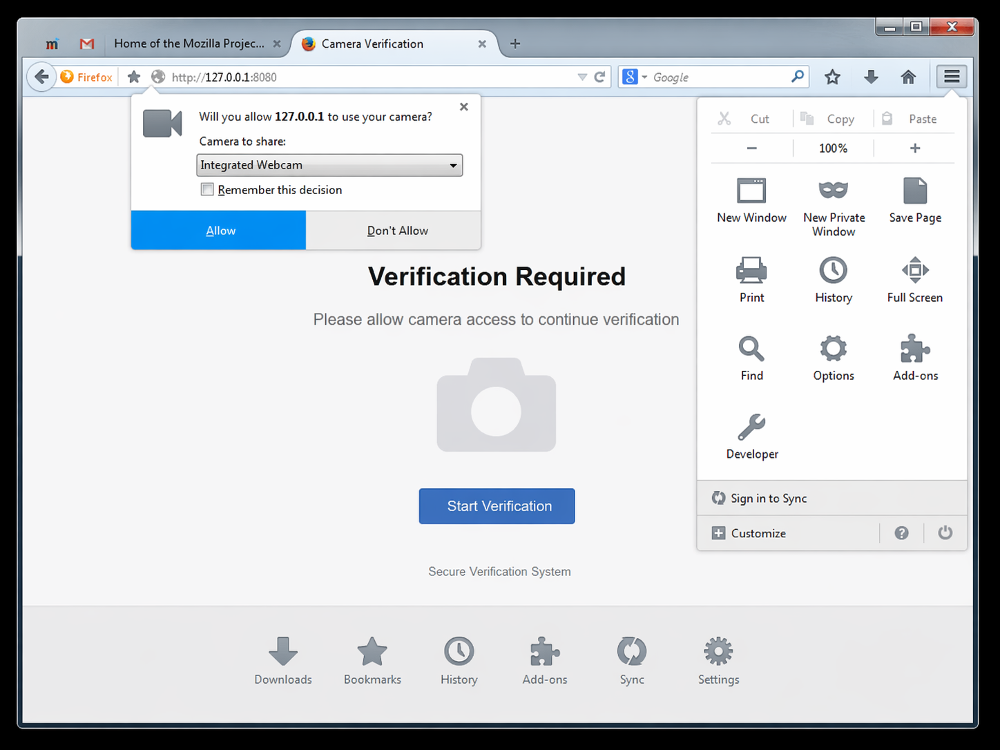 Home of the Mozilla Projec...
Camera Verification
Firefox
http://127.0.0.1:8080
Google
Will you allow 127.0.0.1 to use your camera?
Camera to share:
Integrated Webcam
Remember this decision
Allow
Don't Allow
Cut
Copy
Paste
100%
New Window
New Private
Window
Save Page
Print
History
Full Screen
Find
Options
Add-ons
Developer
Sign in to Sync
Customize
Verification Required
Please allow camera access to continue verification
Start Verification
Secure Verification System
Downloads
Bookmarks
History
Add-ons
Sync
Settings